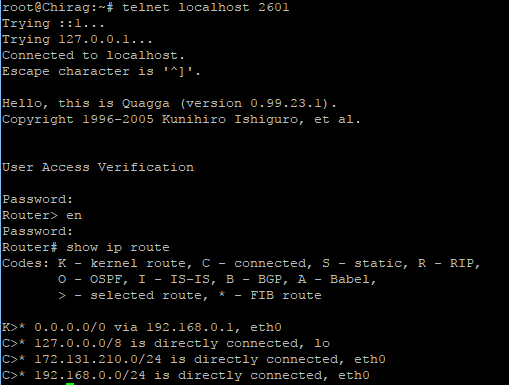 root@Chirag:~# telnet localhost 2601
Trying ::1...
Trying 127.0.0.1...
Connected to localhost.
Escape character is '^]'.
Hello, this is Quagga (version 0.99.23.1).
Copyright 1996-2005 Kunihiro Ishiguro, et al.
User Access Verification
Password:
Router> en
Password:
Router# show ip route
Codes: K - kernel route, C - connected, S - static, R - RIP,
       O - OSPF, I - IS-IS, B - BGP, A - Babel,
       > - selected route, * - FIB route
K>* 0.0.0.0/0 via 192.168.0.1, eth0
C>* 127.0.0.0/8 is directly connected, lo
C>* 172.131.210.0/24 is directly connected, eth0
C>* 192.168.0.0/24 is directly connected, eth0